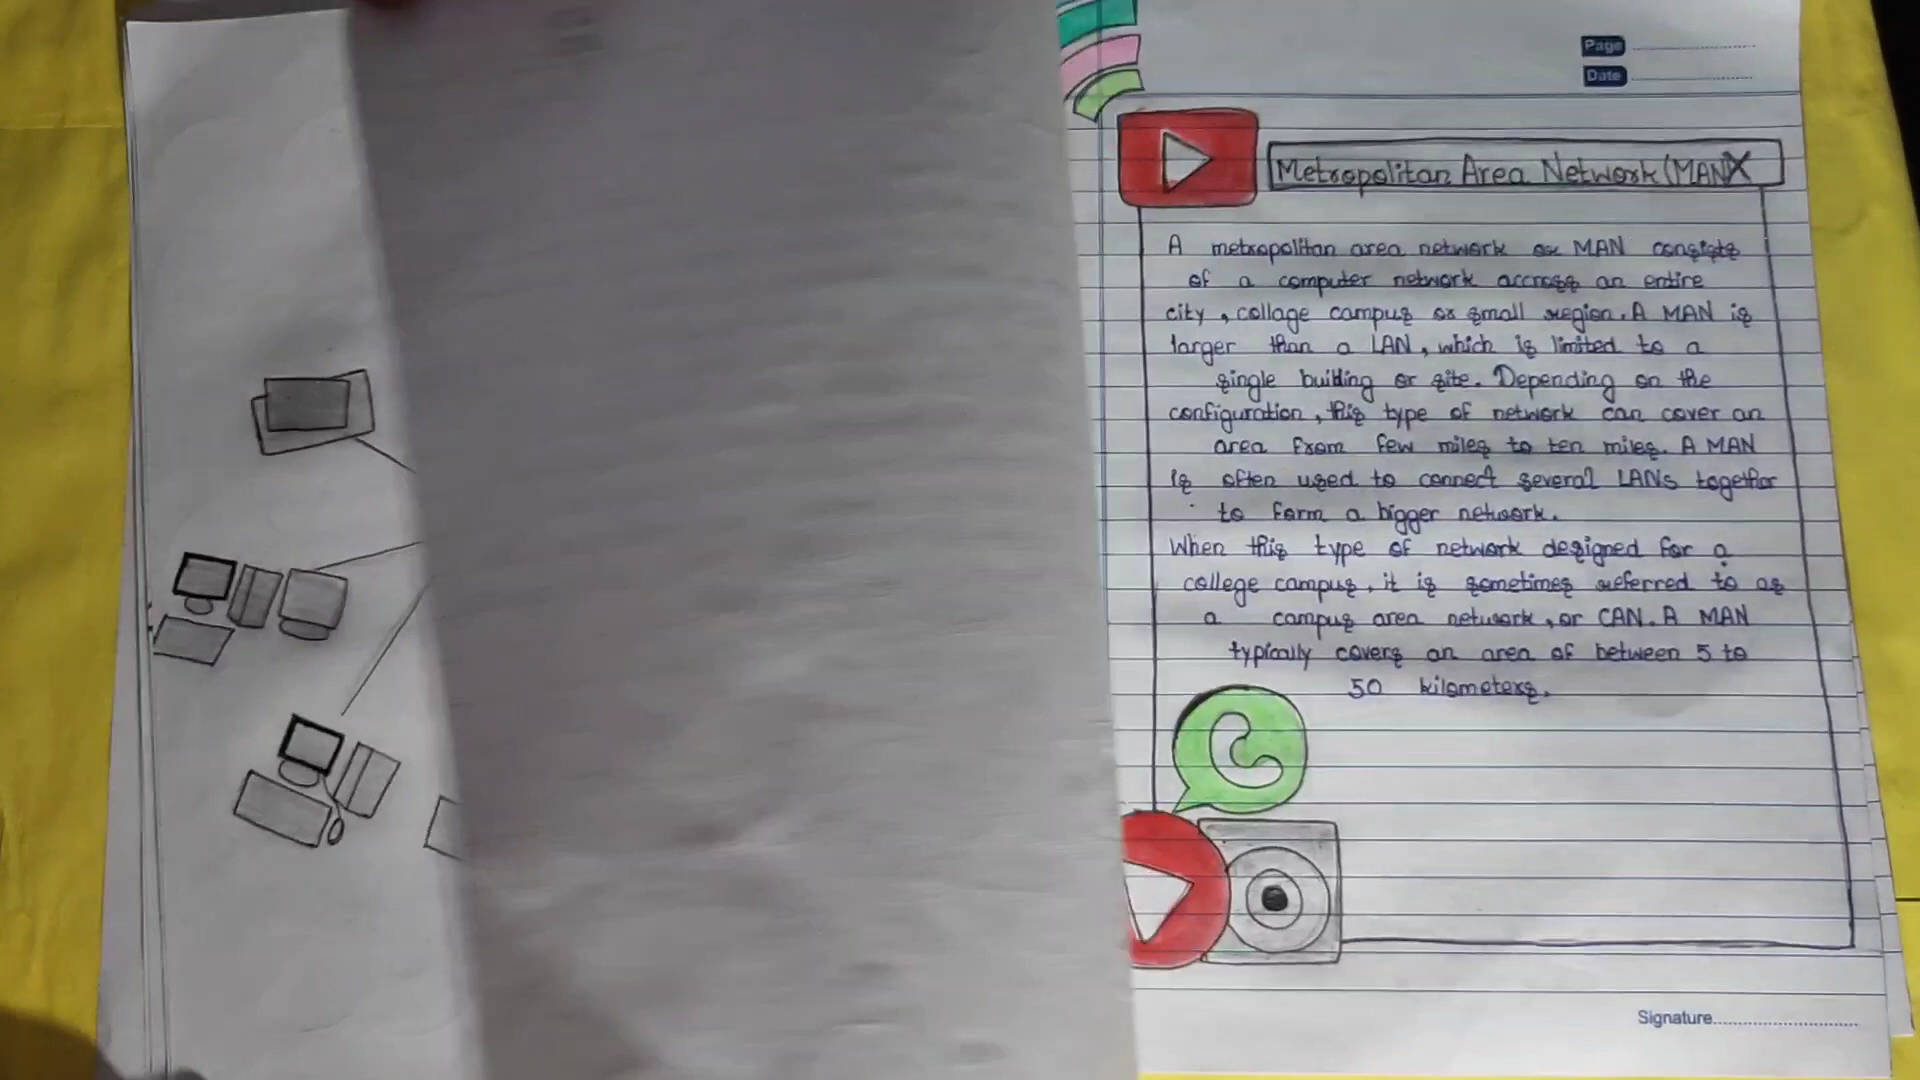 Page
Date
Metropolitan Area Network (MAN)
A metropolitan area network or MAN consists
of a computer network accross an entire
city, collage campus or small region. A MAN is
larger than a LAN, which is limited to a
single building or site. Depending on the
configuration, this type of network can cover an
area from few miles to ten miles. A MAN
is often used to connect several LANs together
to form a bigger network.
When this type of network designed for a
college campus, it is sometimes referred to as
a campus area network, or CAN. A MAN
typically covers an area of between 5 to
50 kilometers.
Signature